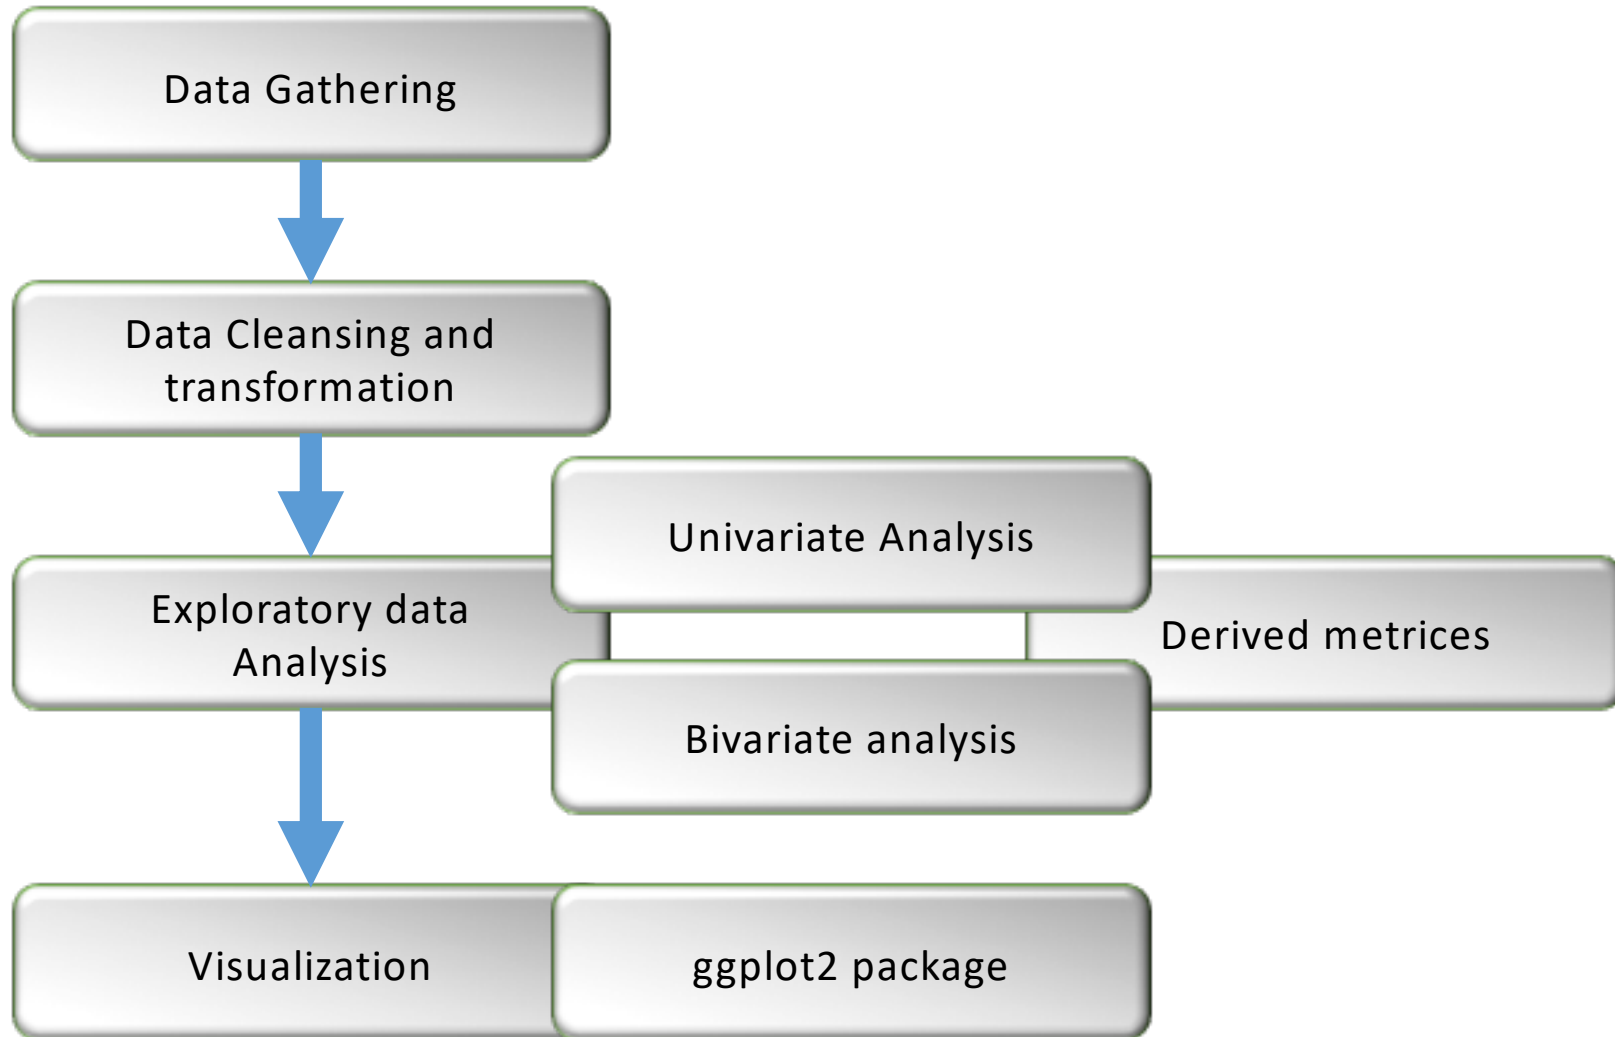 Data Gathering
Data Cleansing and
transformation
Exploratory data
Analysis
Univariate Analysis
Bivariate analysis
Derived metrices
Visualization
ggplot2 package